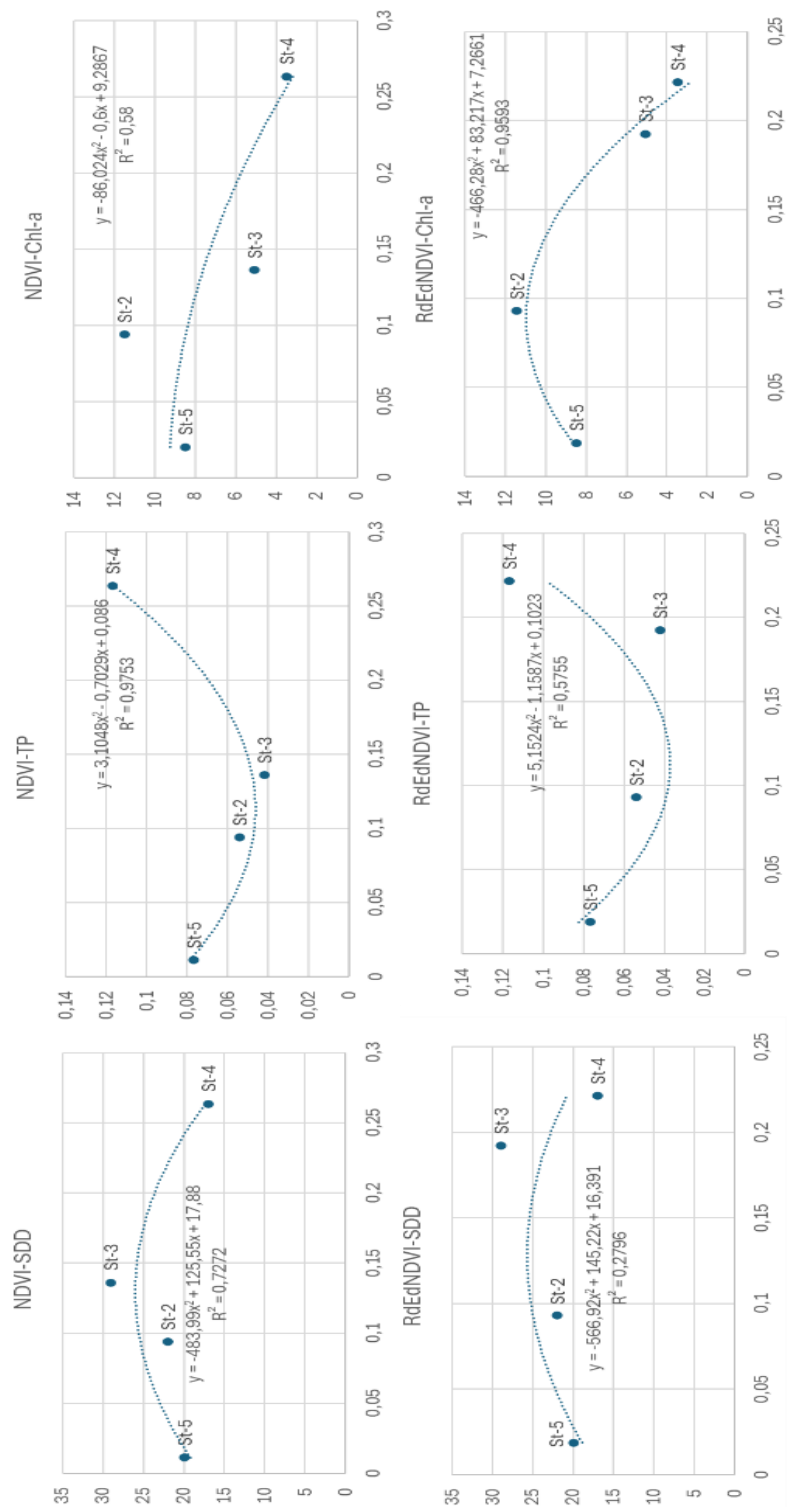 NDVI-SDD
35
30
25
20
15
10
5
0
St-5
St-2
St-3
St-4
y = -483,99x² + 125,55x + 17,88
R² = 0,7272
0 0,05 0,1 0,15 0,2 0,25 0,3
NDVI-TP
0,14
0,12
0,1
0,08
0,06
0,04
0,02
0
St-5
St-2
St-3
St-4
y = 3,1048x² - 0,7029x + 0,086
R² = 0,9753
0 0,05 0,1 0,15 0,2 0,25 0,3
NDVI-Chl-a
14
12
10
8
6
4
2
0
St-5
St-2
St-3
St-4
y = -86,024x² - 0,6x + 9,2867
R² = 0,58
0 0,05 0,1 0,15 0,2 0,25 0,3
RdEdNDVI-SDD
35
30
25
20
15
10
5
0
St-5
St-2
St-3
St-4
y = -566,92x² + 145,22x + 16,391
R² = 0,2796
0 0,05 0,1 0,15 0,2 0,25
RdEdNDVI-TP
0,14
0,12
0,1
0,08
0,06
0,04
0,02
0
St-5
St-2
St-3
St-4
y = 5,1524x² - 1,1587x + 0,1023
R² = 0,5755
0 0,05 0,1 0,15 0,2 0,25
RdEdNDVI-Chl-a
14
12
10
8
6
4
2
0
St-5
St-2
St-3
St-4
y = -466,28x² + 83,217x + 7,2661
R² = 0,9593
0 0,05 0,1 0,15 0,2 0,25